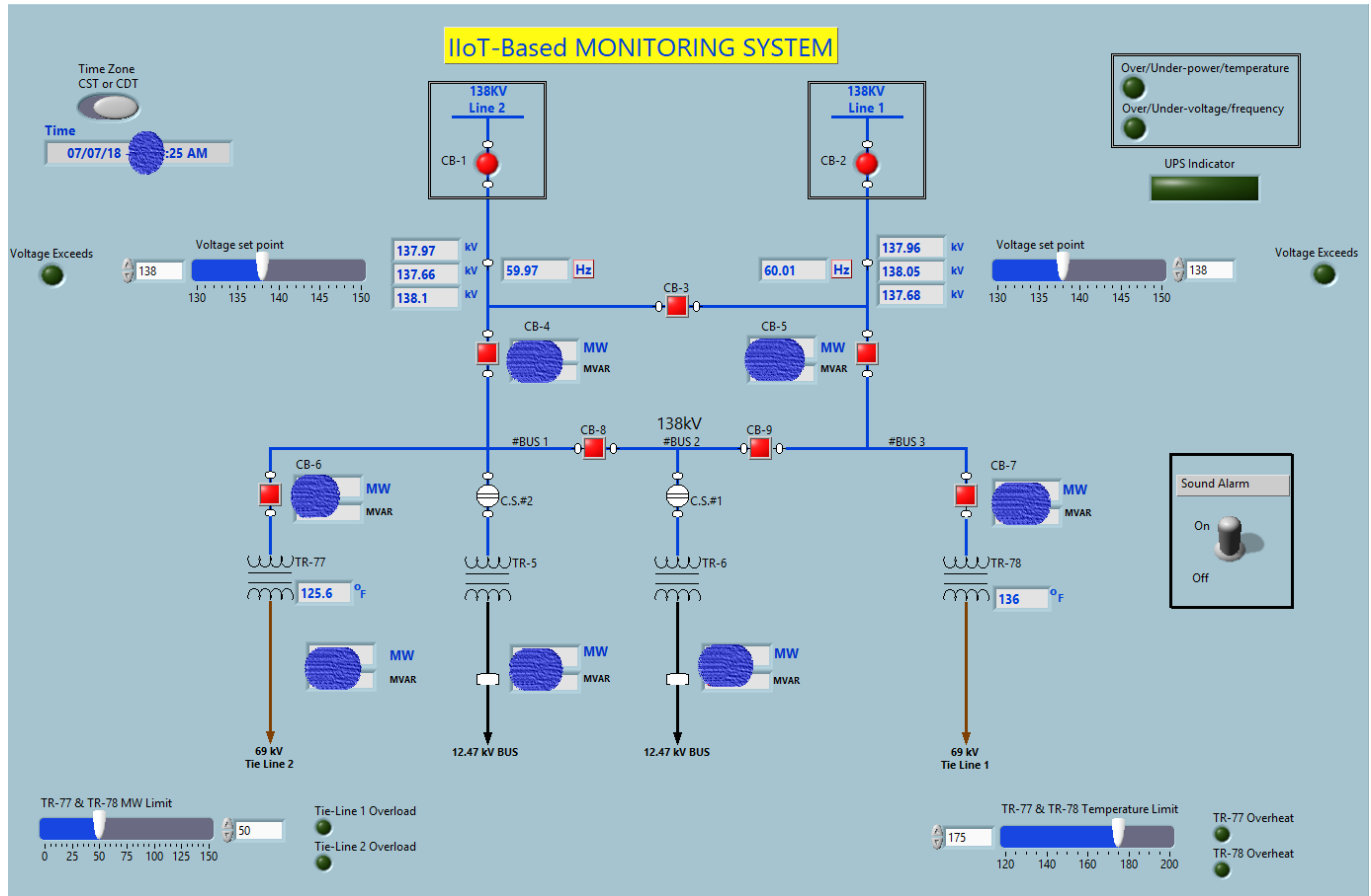 IIoT-Based MONITORING SYSTEM
Time Zone
CST or CDT
Time
07/07/18 - :25 AM
138KV
Line 2
CB-1
138KV
Line 1
CB-2
Over/Under-power/temperature
Over/Under-voltage/frequency
UPS Indicator
Voltage Exceeds
138
Voltage set point
130 135 140 145 150
137.97 kV
137.66 kV
138.1 kV
59.97 Hz
60.01 Hz
137.96 kV
138.05 kV
137.68 kV
Voltage set point
130 135 140 145 150
138
Voltage Exceeds
CB-3
CB-4
MW
MVAR
CB-5
MW
MVAR
138kV
#BUS 1
CB-8
#BUS 2
CB-9
#BUS 3
CB-6
MW
MVAR
C.S.#2
C.S.#1
CB-7
MW
MVAR
Sound Alarm
On
Off
TR-77
125.6 °F
TR-5
TR-6
TR-78
136 °F
MW
MVAR
MW
MVAR
MW
MVAR
69 kV
Tie Line 2
12.47 kV BUS
12.47 kV BUS
69 kV
Tie Line 1
TR-77 & TR-78 MW Limit
0 25 50 75 100 125 150
50
Tie-Line 1 Overload
Tie-Line 2 Overload
TR-77 & TR-78 Temperature Limit
175
120 140 160 180 200
TR-77 Overheat
TR-78 Overheat